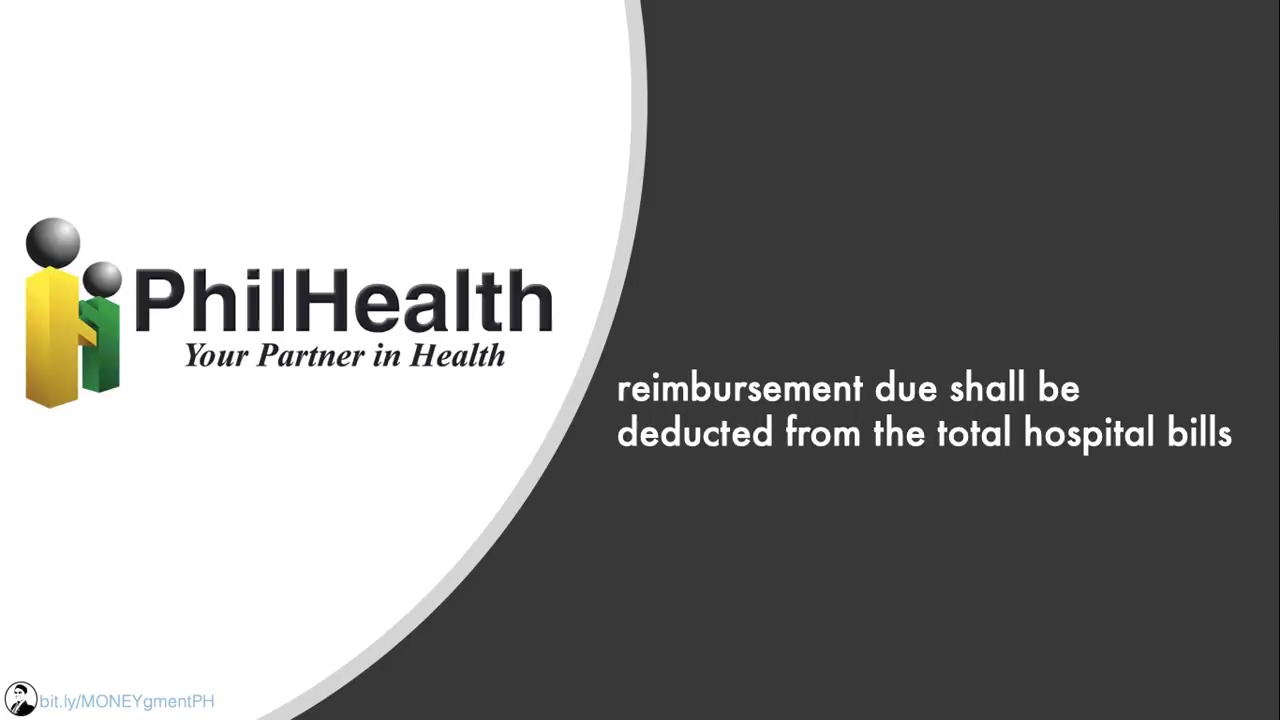 PhilHealth
Your Partner in Health
reimbursement due shall be
deducted from the total hospital bills
bit.ly/MONEYgmentPH